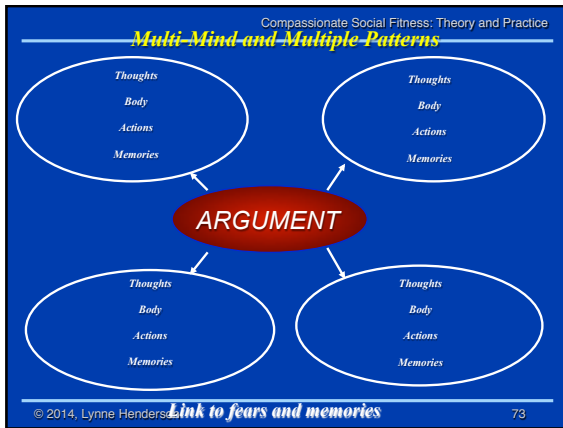 Compassionate Social Fitness: Theory and Practice
Multi-Mind and Multiple Patterns
Thoughts
Body
Actions
Memories
Thoughts
Body
Actions
Memories
ARGUMENT
Thoughts
Body
Actions
Memories
Thoughts
Body
Actions
Memories
© 2014, Lynne Henderson
Link to fears and memories
73